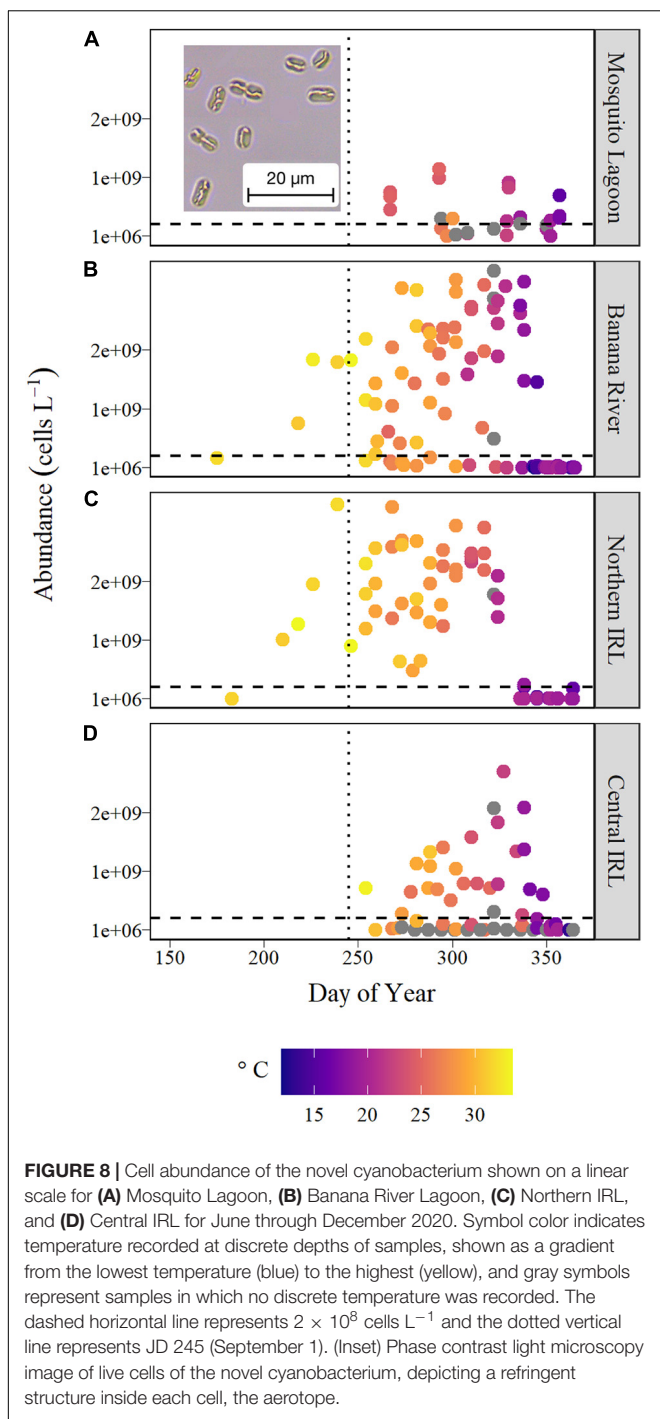 A
2e+09
1e+09
1e+06
20 µm
Mosquito Lagoon
B
2e+09
1e+09
1e+06
Banana River
C
2e+09
1e+09
1e+06
Northern IRL
D
2e+09
1e+09
1e+06
Central IRL
Abundance (cells L⁻¹)
150 200 250 300 350
Day of Year
° C
15 20 25 30
FIGURE 8 | Cell abundance of the novel cyanobacterium shown on a linear
scale for (A) Mosquito Lagoon, (B) Banana River Lagoon, (C) Northern IRL,
and (D) Central IRL for June through December 2020. Symbol color indicates
temperature recorded at discrete depths of samples, shown as a gradient
from the lowest temperature (blue) to the highest (yellow), and gray symbols
represent samples in which no discrete temperature was recorded. The
dashed horizontal line represents 2 × 10⁸ cells L⁻¹ and the dotted vertical
line represents JD 245 (September 1). (Inset) Phase contrast light microscopy
image of live cells of the novel cyanobacterium, depicting a refringent
structure inside each cell, the aerotope.